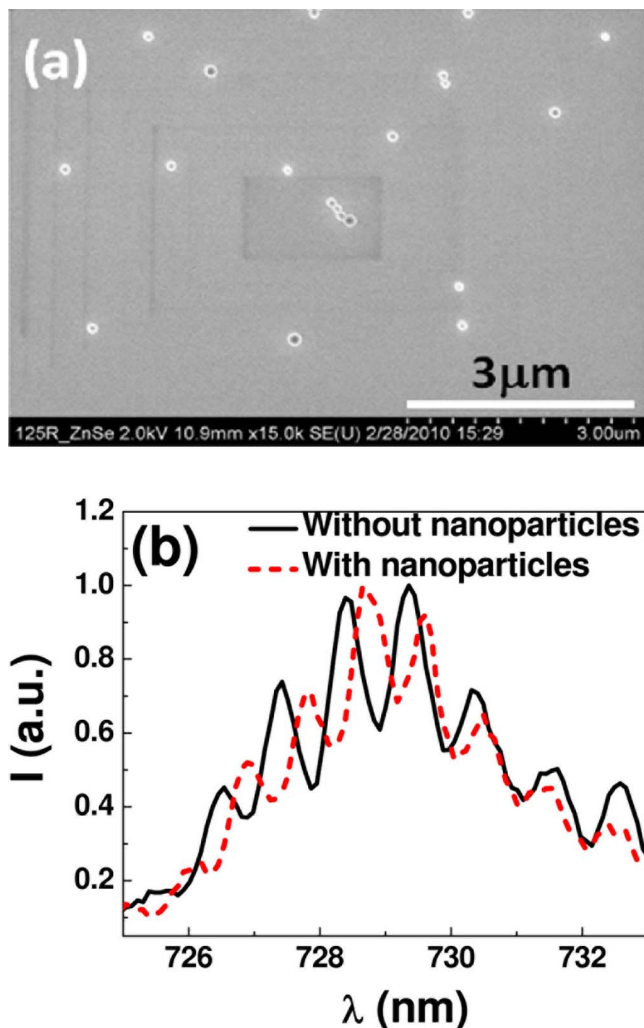 (a)
3μm
125R_ZnSe 2.0kV 10.9mm x15.0k SE(U) 2/28/2010 15:29 3.00um
(b)
Without nanoparticles
With nanoparticles
1.2
1.0
0.8
0.6
0.4
0.2
I (a.u.)
726 728 730 732
λ (nm)